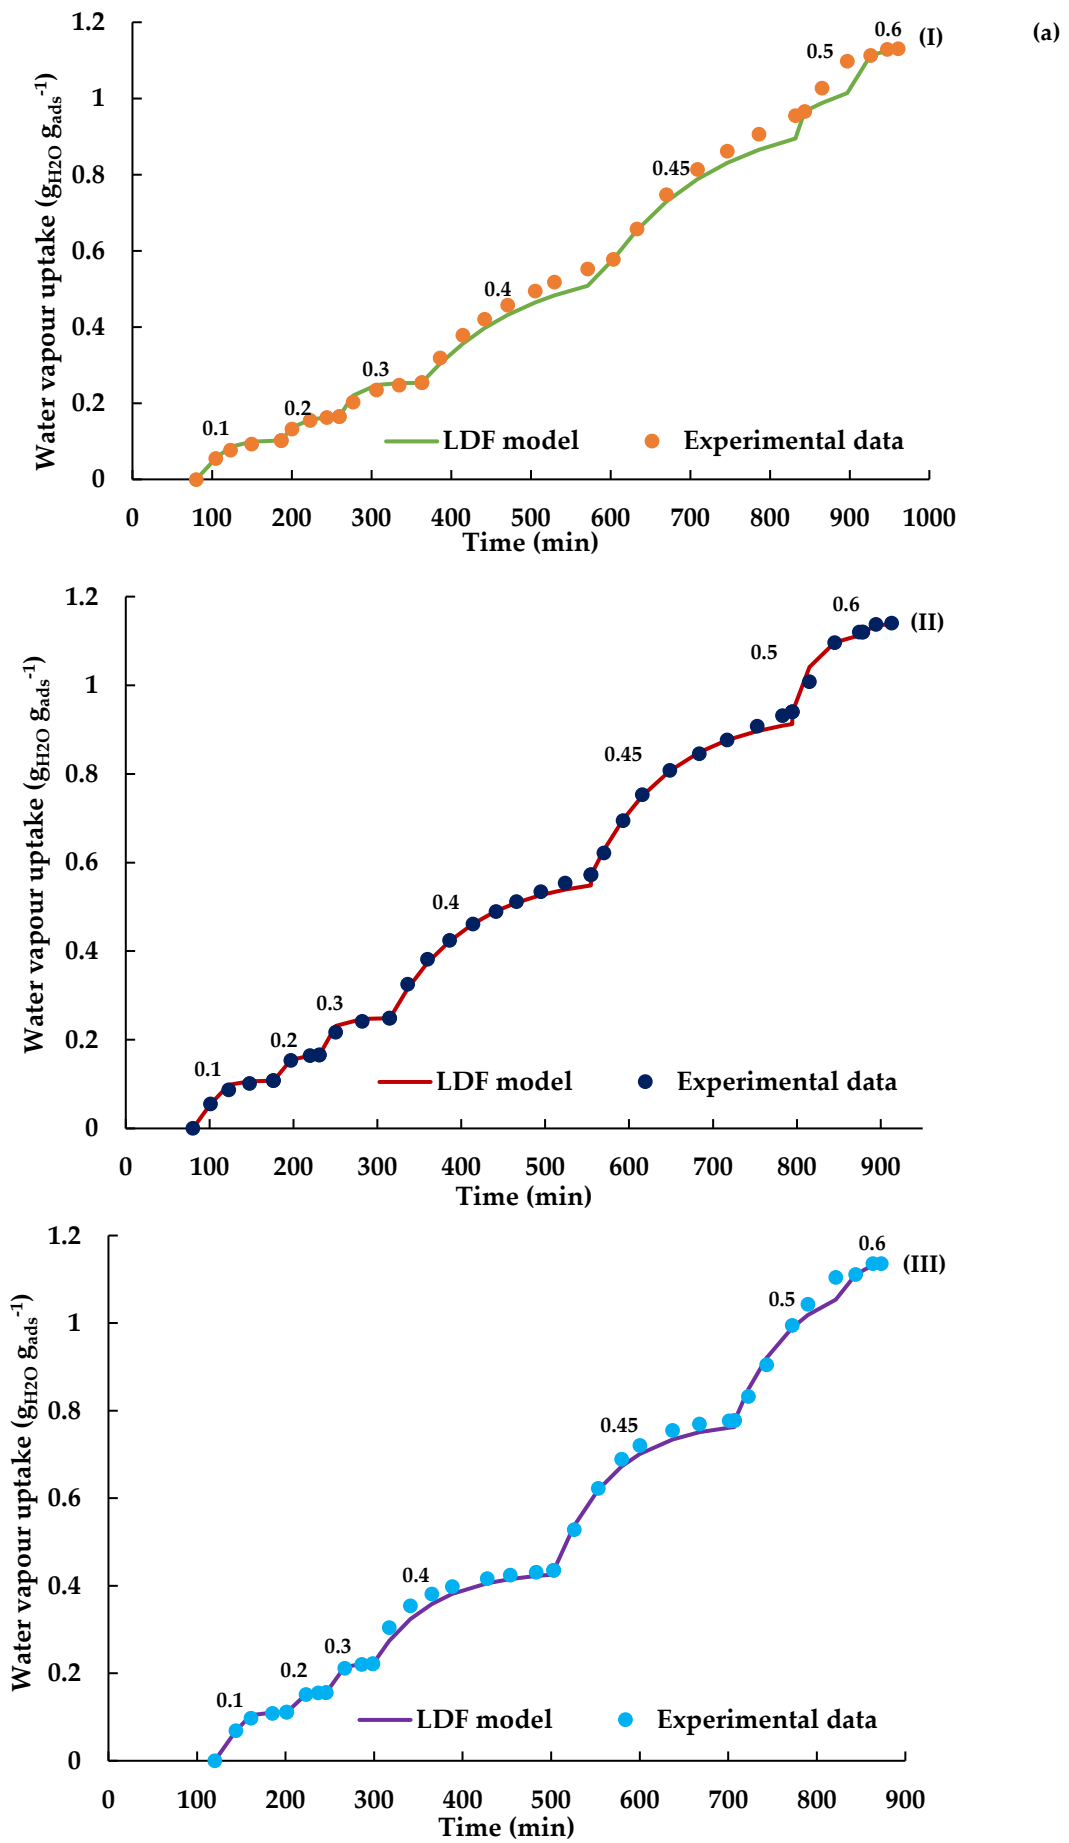 (a)
(I)
Water vapour uptake (gH2O gads-1)
1.2
1
0.8
0.6
0.4
0.2
0
0.1
0.2
0.3
0.4
0.45
0.5
0.6
LDF model
Experimental data
0 100 200 300 400 500 600 700 800 900 1000
Time (min)
(II)
Water vapour uptake (gH2O gads-1)
1.2
1
0.8
0.6
0.4
0.2
0
0.1
0.2
0.3
0.4
0.45
0.5
0.6
LDF model
Experimental data
0 100 200 300 400 500 600 700 800 900
Time (min)
(III)
Water vapour uptake (gH2O gads-1)
1.2
1
0.8
0.6
0.4
0.2
0
0.1
0.2
0.3
0.4
0.45
0.5
0.6
LDF model
Experimental data
0 100 200 300 400 500 600 700 800 900
Time (min)